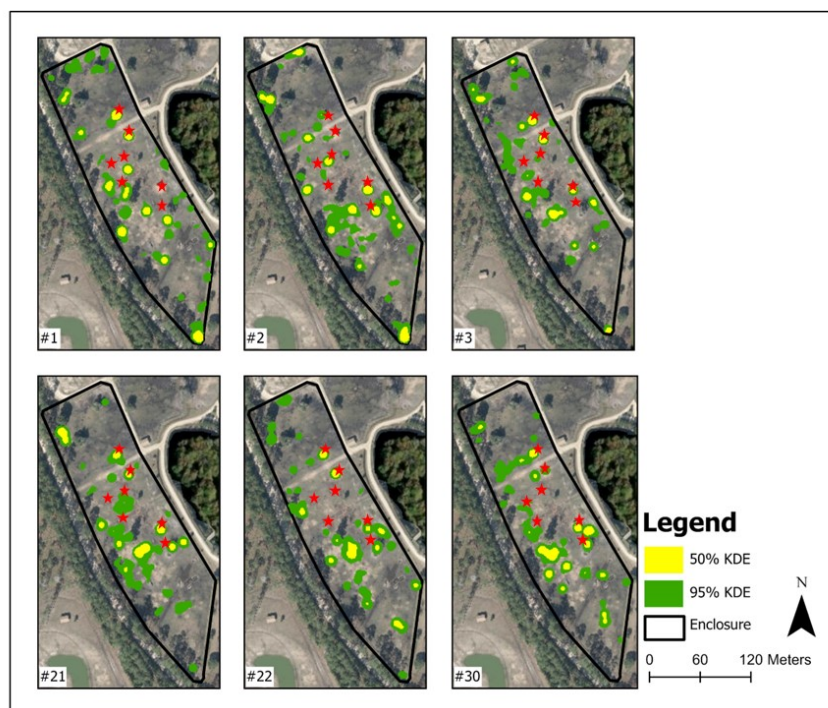 #1
#2
#3
#21
#22
#30
Legend
50% KDE
95% KDE
Enclosure
N
0 60 120 Meters